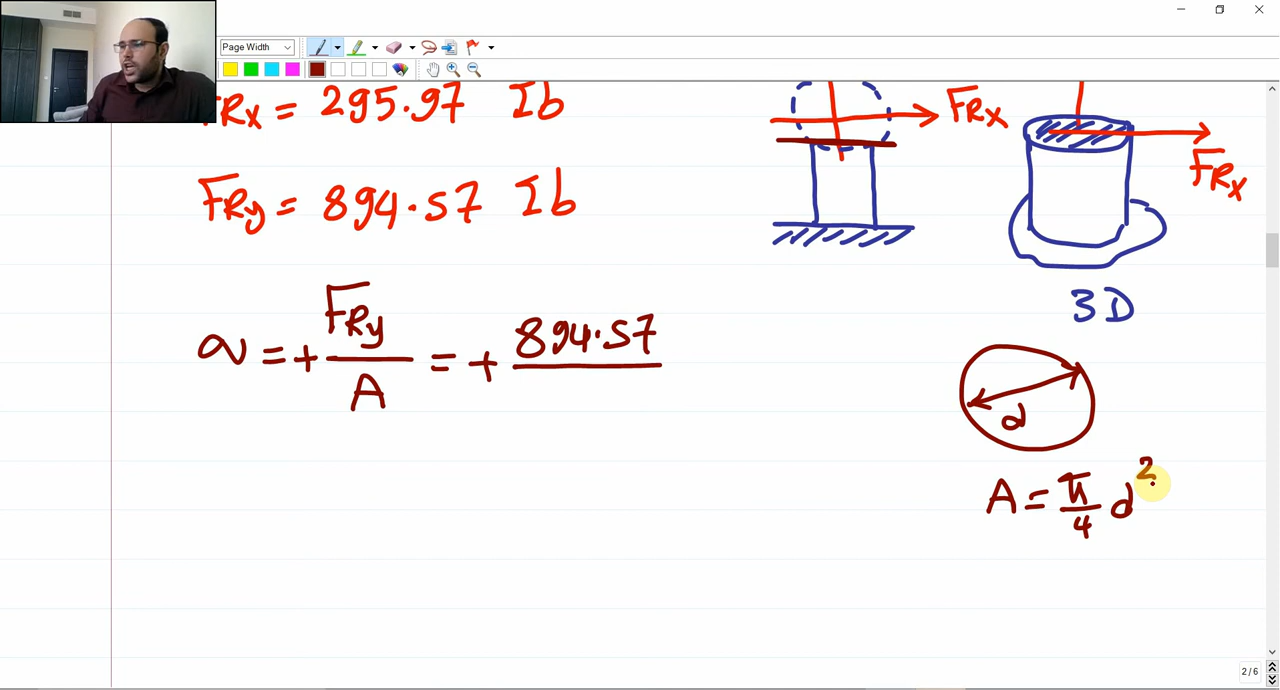 Page Width
FRx = 295.97 Ib
FRx
FRx
FRy = 894.57 Ib
3D
σ = + FRy / A = + 894.57
d
A = π/4 d²
2/6